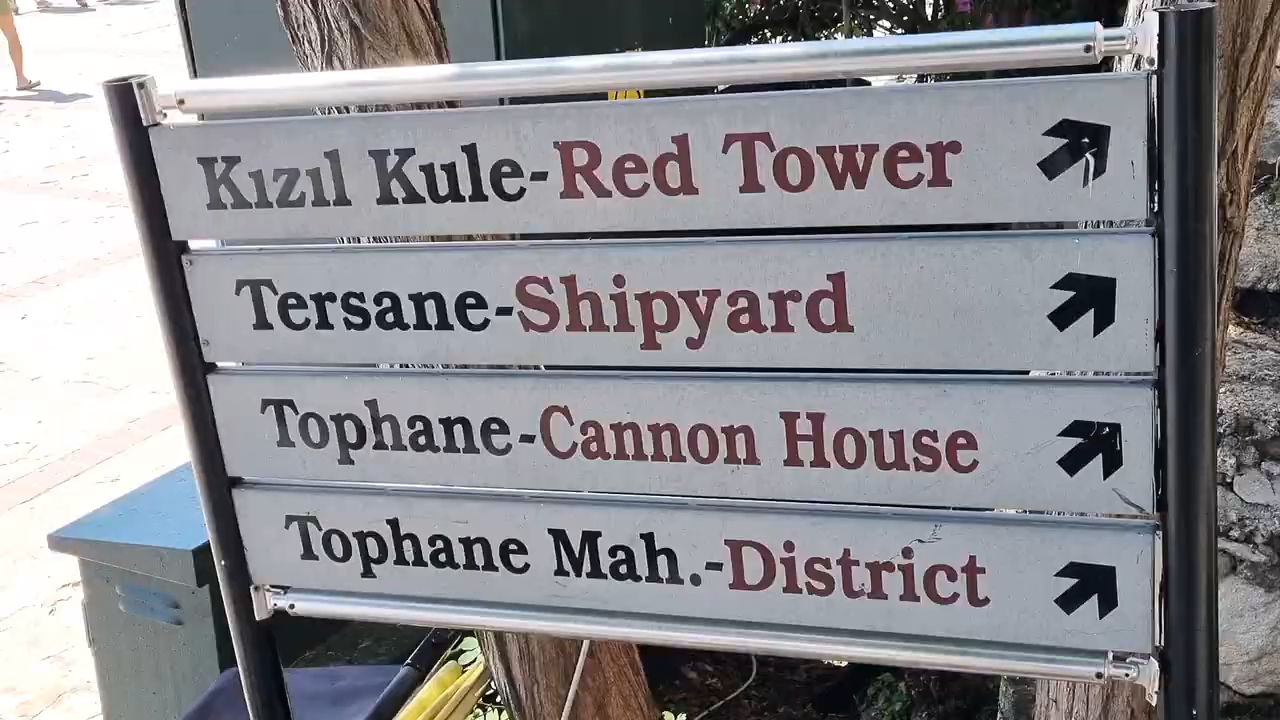 Kızıl Kule-Red Tower
Tersane-Shipyard
Tophane-Cannon House
Tophane Mah.-District